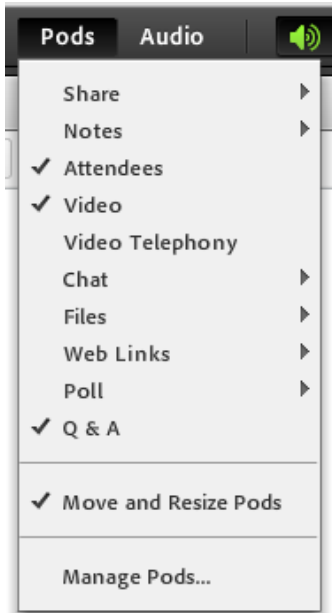 Pods Audio
Share
Notes
Attendees
Video
Video Telephony
Chat
Files
Web Links
Poll
Q & A
Move and Resize Pods
Manage Pods...